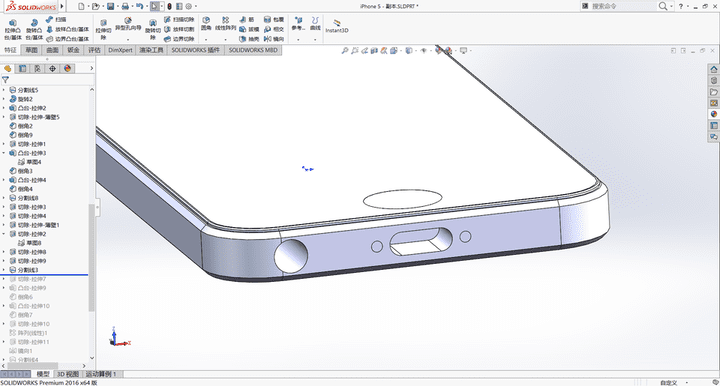 SOLIDWORKS
iPhone 5 - 副本.SLDPRT *
搜索命令
拉伸凸台/基体
旋转凸台/基体
扫描
放样凸台/基体
边界凸台/基体
拉伸切除
异型孔向导
旋转切除
扫描切除
放样切割
边界切除
圆角
线性阵列
筋
拔模
抽壳
包覆
相交
镜向
参考...
曲线
Instant3D
特征 草图 曲面 钣金 评估 DimXpert 渲染工具 SOLIDWORKS 插件 SOLIDWORKS MBD
分割线5
旋转2
凸台-拉伸2
切除-拉伸-薄壁5
倒角2
倒角9
切除-拉伸1
凸台-拉伸3
草图4
倒角3
凸台-拉伸4
倒角4
分割线8
切除-拉伸3
切除-拉伸4
切除-拉伸-薄壁1
切除-拉伸2
草图8
切除-拉伸8
切除-拉伸9
分割线3
切除-拉伸7
凸台-拉伸9
倒角6
凸台-拉伸10
倒角7
切除-拉伸10
阵列(线性)1
镜向1
分割线4
模型 3D 视图 运动算例 1
SOLIDWORKS Premium 2016 x64 版
自定义